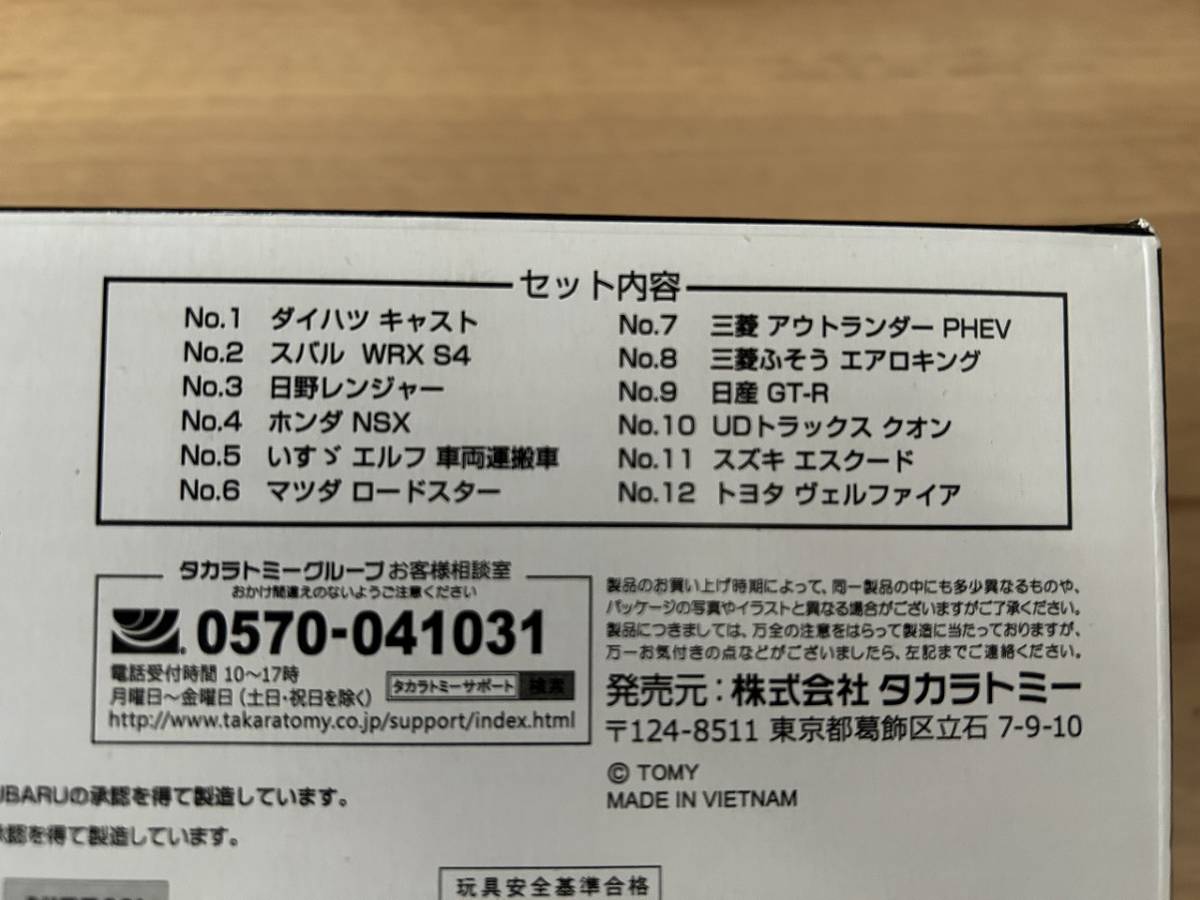 セット内容
No.1 ダイハツ キャスト
No.2 スバル WRX S4
No.3 日野レンジャー
No.4 ホンダ NSX
No.5 いすゞ エルフ 車両運搬車
No.6 マツダ ロードスター
No.7 三菱 アウトランダー PHEV
No.8 三菱ふそう エアロキング
No.9 日産 GT-R
No.10 UDトラックス クオン
No.11 スズキ エスクード
No.12 トヨタ ヴェルファイア
タカラトミーグループお客様相談室
おかけ間違えのないようご注意ください
0570-041031
電話受付時間 10～17時
月曜日～金曜日（土日・祝日を除く）
タカラトミーサポート 検索
http://www.takaratomy.co.jp/support/index.html
製品のお買い上げ時期によって、同一製品の中にも多少異なるものや、
パッケージの写真やイラストと異なる場合がございますがご了承ください。
製品につきましては、万全の注意をはらって製造に当たっておりますが、
万一お気付きの点などがございましたら、左記までご連絡ください。
発売元：株式会社 タカラトミー
〒124-8511 東京都葛飾区立石 7-9-10
© TOMY
MADE IN VIETNAM
UBARUの承認を得て製造しています。
承認を得て製造しています。
玩具安全基準合格